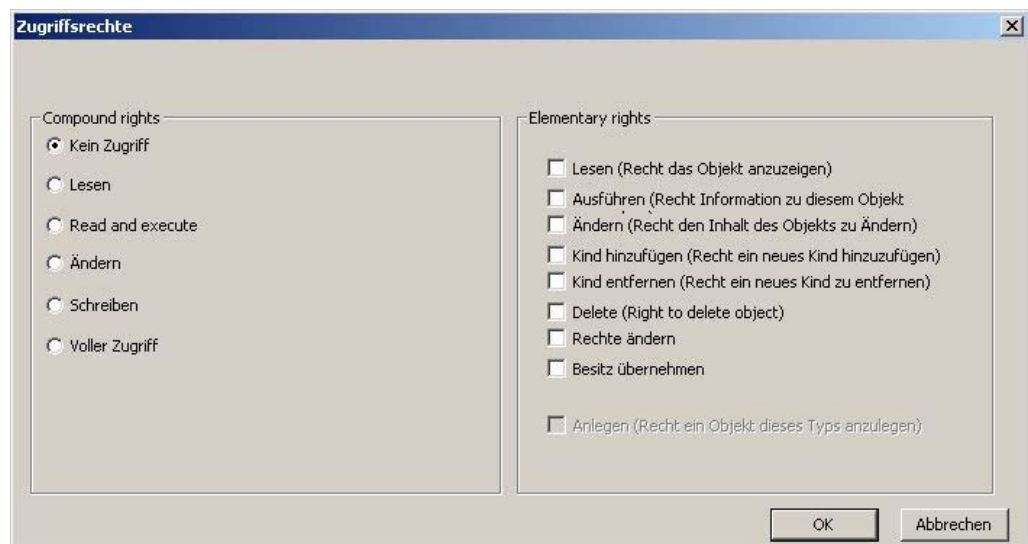 Zugriffsrechte
Compound rights
Kein Zugriff
Lesen
Read and execute
Ändern
Schreiben
Voller Zugriff
Elementary rights
Lesen (Recht das Objekt anzuzeigen)
Ausführen (Recht Information zu diesem Objekt
Ändern (Recht den Inhalt des Objekts zu Ändern)
Kind hinzufügen (Recht ein neues Kind hinzuzufügen)
Kind entfernen (Recht ein neues Kind zu entfernen)
Delete (Right to delete object)
Rechte ändern
Besitz übernehmen
Anlegen (Recht ein Objekt dieses Typs anzulegen)
OK
Abbrechen